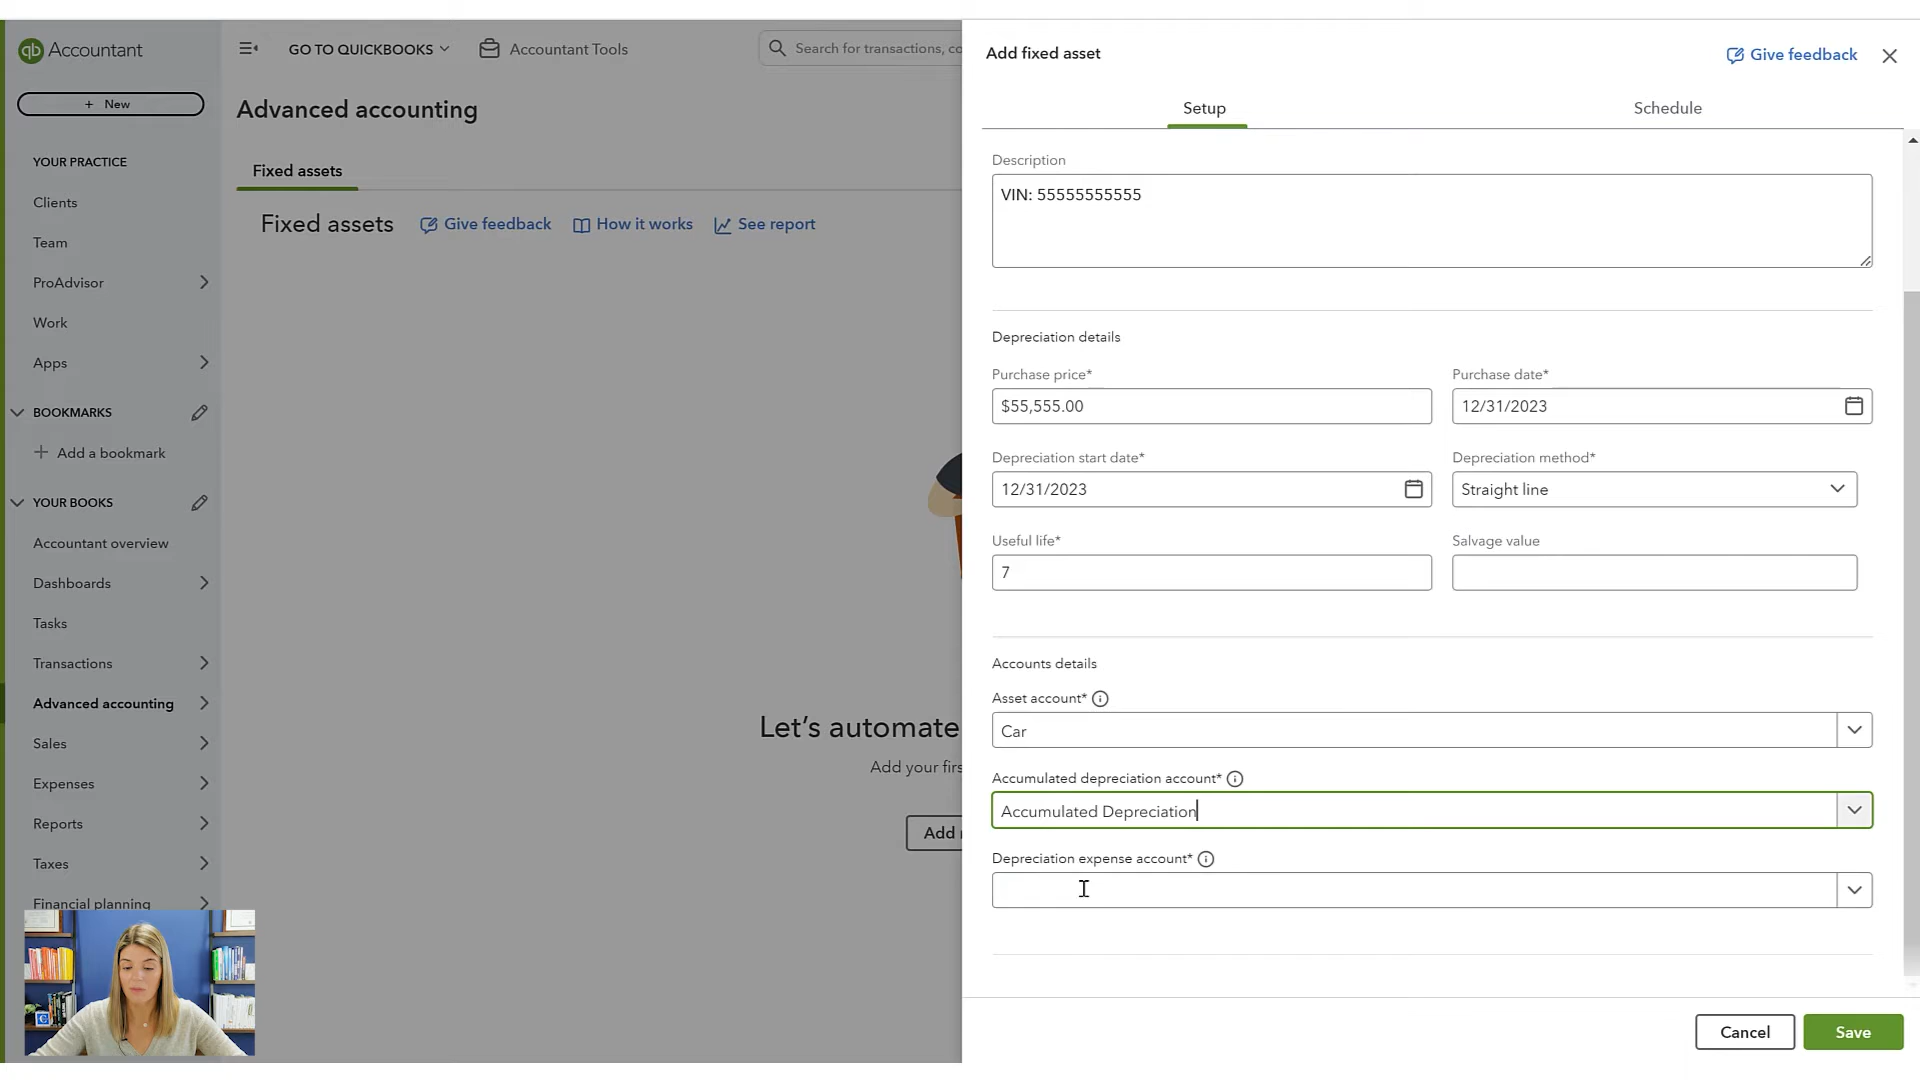 qb Accountant
GO TO QUICKBOOKS
Accountant Tools
Search for transactions, co
+ New
YOUR PRACTICE
Clients
Team
ProAdvisor
Work
Apps
BOOKMARKS
+ Add a bookmark
YOUR BOOKS
Accountant overview
Dashboards
Tasks
Transactions
Advanced accounting
Sales
Expenses
Reports
Taxes
Financial planning
Advanced accounting
Fixed assets
Fixed assets
Give feedback
How it works
See report
Let's automate
Add your firs
Add
Add fixed asset
Give feedback
Setup
Schedule
Description
VIN: 55555555555
Depreciation details
Purchase price*
Purchase date*
$55,555.00
12/31/2023
Depreciation start date*
Depreciation method*
12/31/2023
Straight line
Useful life*
Salvage value
7
Accounts details
Asset account*
Car
Accumulated depreciation account*
Accumulated Depreciation
Depreciation expense account*
Cancel
Save